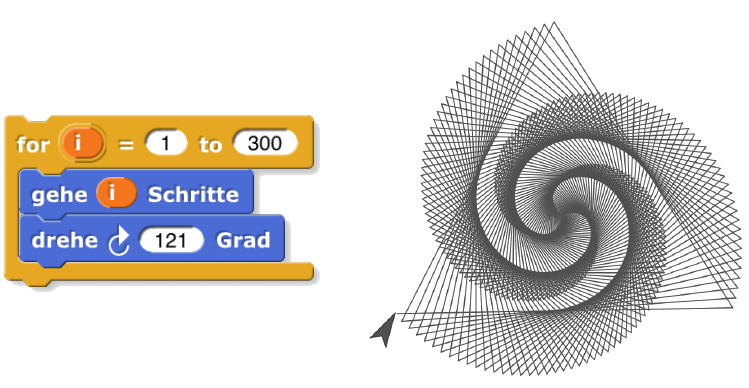 for i = 1 to 300
gehe i Schritte
drehe 121 Grad